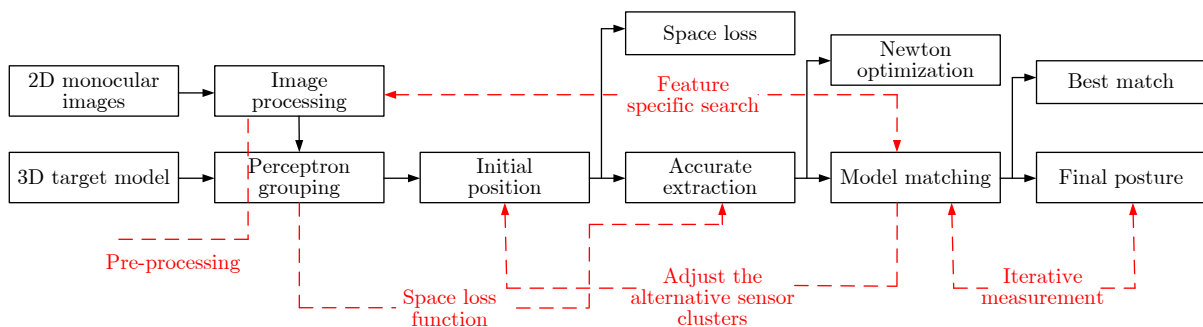 Space loss
Newton
optimization
2D monocular
images
Image
processing
Feature
specific search
Best match
3D target model
Perceptron
grouping
Initial
position
Accurate
extraction
Model matching
Final posture
Pre-processing
Space loss
function
Adjust the
alternative sensor
clusters
Iterative
measurement